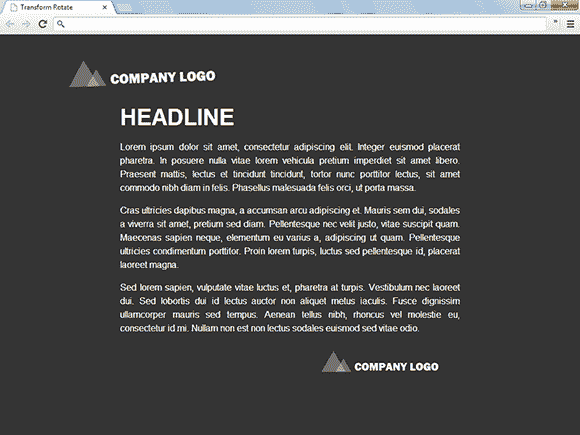 Transform Rotate
COMPANY LOGO
HEADLINE
Lorem ipsum dolor sit amet, consectetur adipiscing elit. Integer euismod placerat
pharetra. In posuere nulla vitae lorem vehicula pretium imperdiet sit amet libero.
Praesent mattis, lectus et tincidunt tincidunt, tortor nunc porttitor lectus, sit amet
commodo nibh diam in felis. Phasellus malesuada felis orci, ut porta massa.
Cras ultricies dapibus magna, a accumsan arcu adipiscing et. Mauris sem dui, sodales
a viverra sit amet, pretium sed diam. Pellentesque nec velit justo, vitae suscipit quam.
Maecenas sapien neque, elementum eu varius a, adipiscing ut quam. Pellentesque
ultricies condimentum porttitor. Proin lorem turpis, luctus sed pellentesque id, placerat
laoreet magna.
Sed lorem sapien, vulputate vitae luctus et, pharetra at turpis. Vestibulum nec laoreet
dui. Sed lobortis dui id lectus auctor non aliquet metus iaculis. Fusce dignissim
ullamcorper mauris sed tempus. Aenean tellus nibh, rhoncus vel molestie eu,
consectetur id mi. Nullam non est non lectus sodales euismod sed vitae odio.
COMPANY LOGO